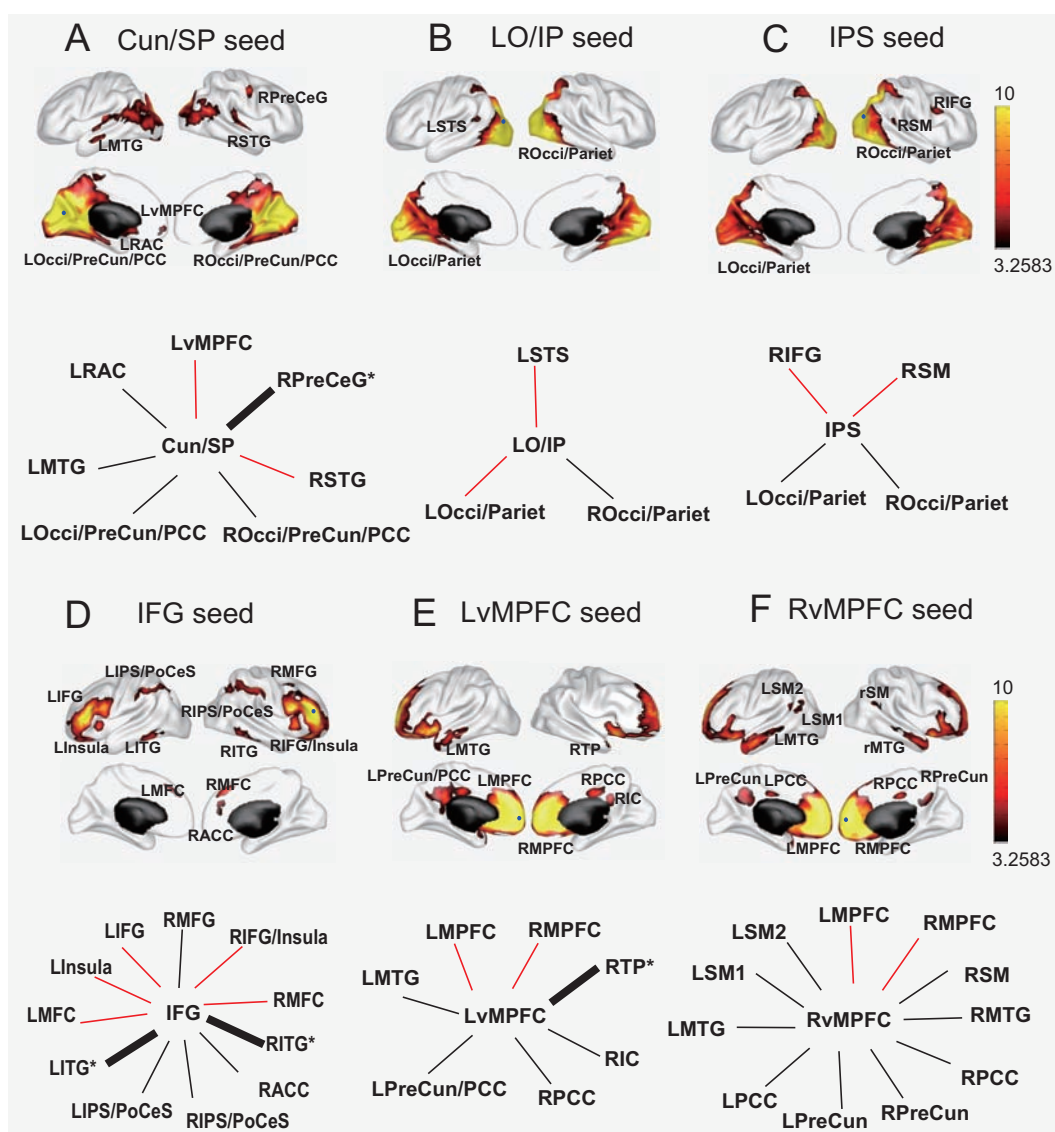 A Cun/SP seed
B LO/IP seed
C IPS seed
RPreCeG
LMTG
RSTG
LvMPFC
LRAC
LOcci/PreCun/PCC
ROcci/PreCun/PCC
LSTS
ROcci/Pariet
LOcci/Pariet
RIFG
RSM
ROcci/Pariet
LOcci/Pariet
10
3.2583
LvMPFC
LRAC
RPreCeG*
Cun/SP
LMTG
RSTG
LOcci/PreCun/PCC
ROcci/PreCun/PCC
LSTS
LO/IP
LOcci/Pariet
ROcci/Pariet
RIFG
RSM
IPS
LOcci/Pariet
ROcci/Pariet
D IFG seed
E LvMPFC seed
F RvMPFC seed
LIPS/PoCeS
RMFG
LIFG
RIPS/PoCeS
LInsula
LITG
RITG
RIFG/Insula
LMFC
RMFC
RACC
LMTG
RTP
LPreCun/PCC
LMPFC
RPCC
RIC
RMPFC
LSM2
rSM
LSM1
LMTG
rMTG
LPreCun
LPCC
RPCC
RPreCun
LMPFC
RMPFC
10
3.2583
RMFG
LIFG
RIFG/Insula
LInsula
RMFC
LMFC
IFG
LITG*
RITG*
RACC
LIPS/PoCeS
RIPS/PoCeS
LMPFC
RMPFC
LMTG
RTP*
LvMPFC
RIC
LPreCun/PCC
RPCC
LMPFC
RMPFC
LSM2
LSM1
RSM
LMTG
RvMPFC
RMTG
LPCC
RPCC
LPreCun
RPreCun